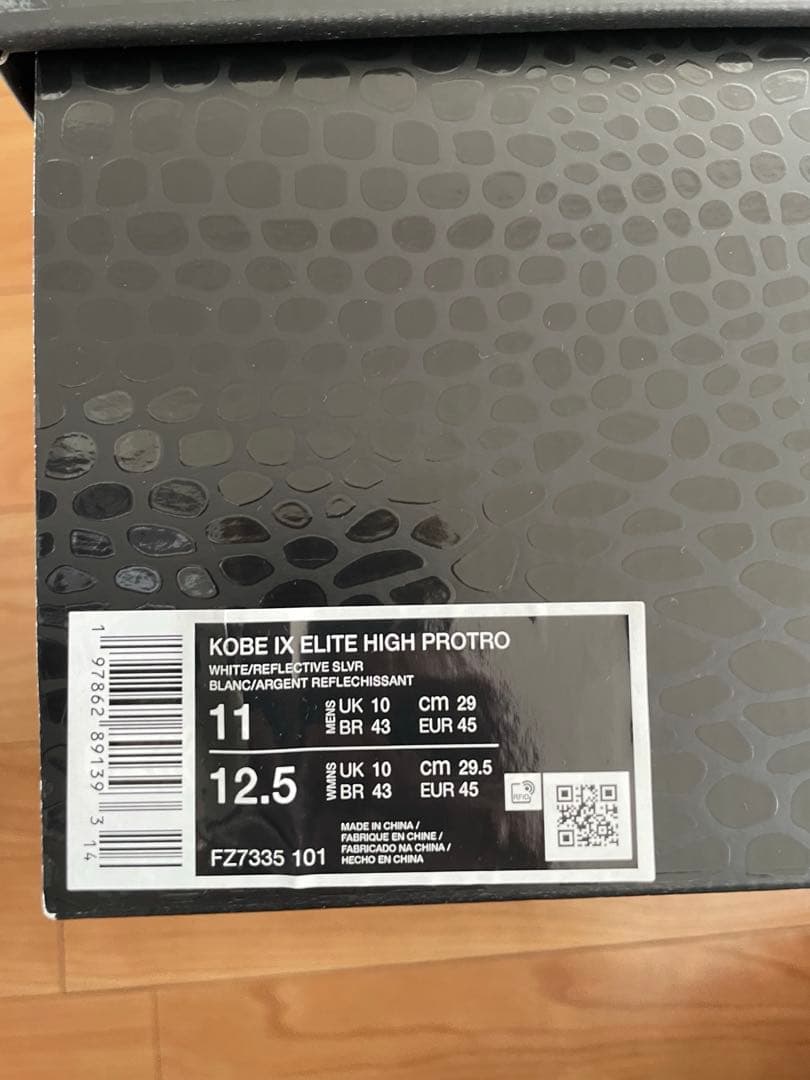 KOBE IX ELITE HIGH PROTRO
WHITE/REFLECTIVE SLVR
BLANC/ARGENT REFLECHISSANT
11 MENS UK 10 CM 29
BR 43 EUR 45
12.5 WMNS UK 10 CM 29.5
BR 43 EUR 45
RFID
FZ7335 101
MADE IN CHINA /
FABRIQUE EN CHINE /
FABRICADO NA CHINA /
HECHO EN CHINA
1 97862 89139 3 14